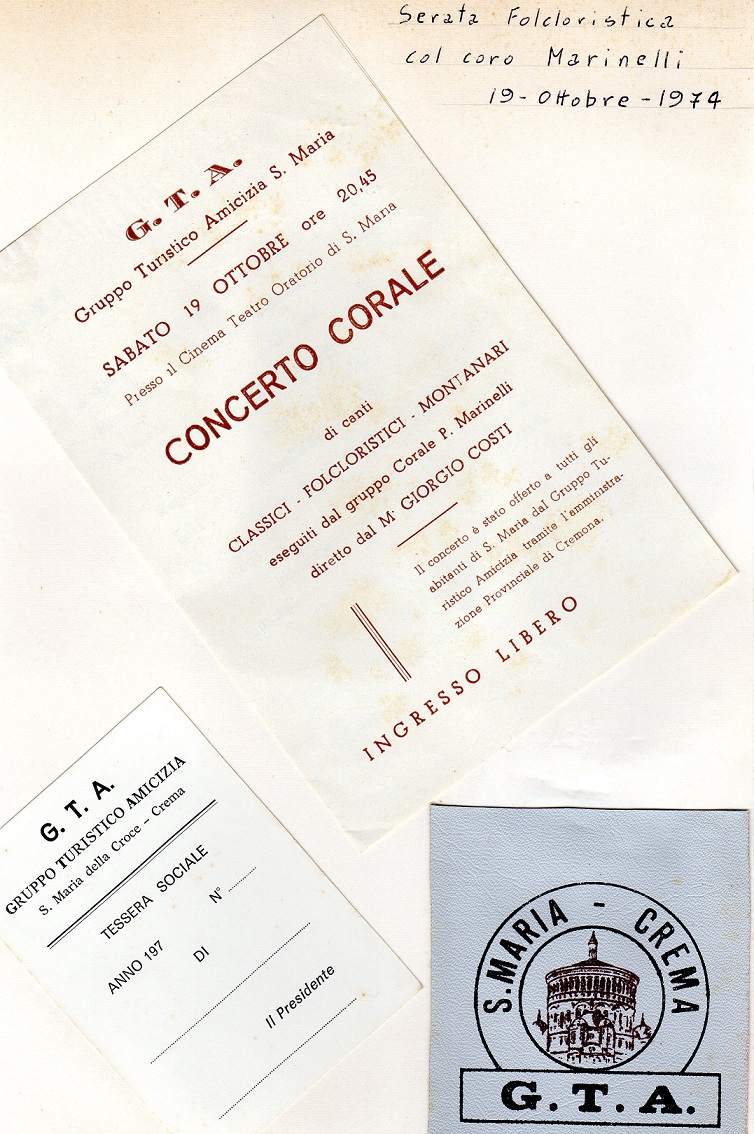 Serata Folcloristica
col coro Marinelli
19-Ottobre-1974
G. T. A.
Gruppo Turistico Amicizia S. Maria
SABATO 19 OTTOBRE ore 20,45
Presso il Cinema Teatro Oratorio di S. Maria
CONCERTO CORALE
di canti
CLASSICI - FOLCLORISTICI - MONTANARI
eseguiti dal gruppo Corale P. Marinelli
diretto dal M° GIORGIO COSTI
Il concerto è stato offerto a tutti gli
abitanti di S. Maria dal Gruppo Tu-
ristico Amicizia tramite l'amministra-
zione Provinciale di Cremona.
INGRESSO LIBERO
G. T. A.
GRUPPO TURISTICO AMICIZIA
S. Maria della Croce - Crema
TESSERA SOCIALE
ANNO 197 N° ........
DI
Il Presidente
S. MARIA - CREMA
G. T. A.